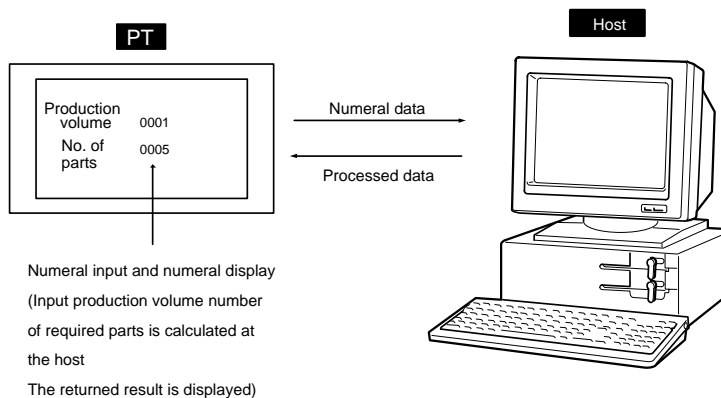 PT
Host
Production
volume 0001
No. of
parts 0005
Numeral data
Processed data
Numeral input and numeral display
(Input production volume number
of required parts is calculated at
the host
The returned result is displayed)